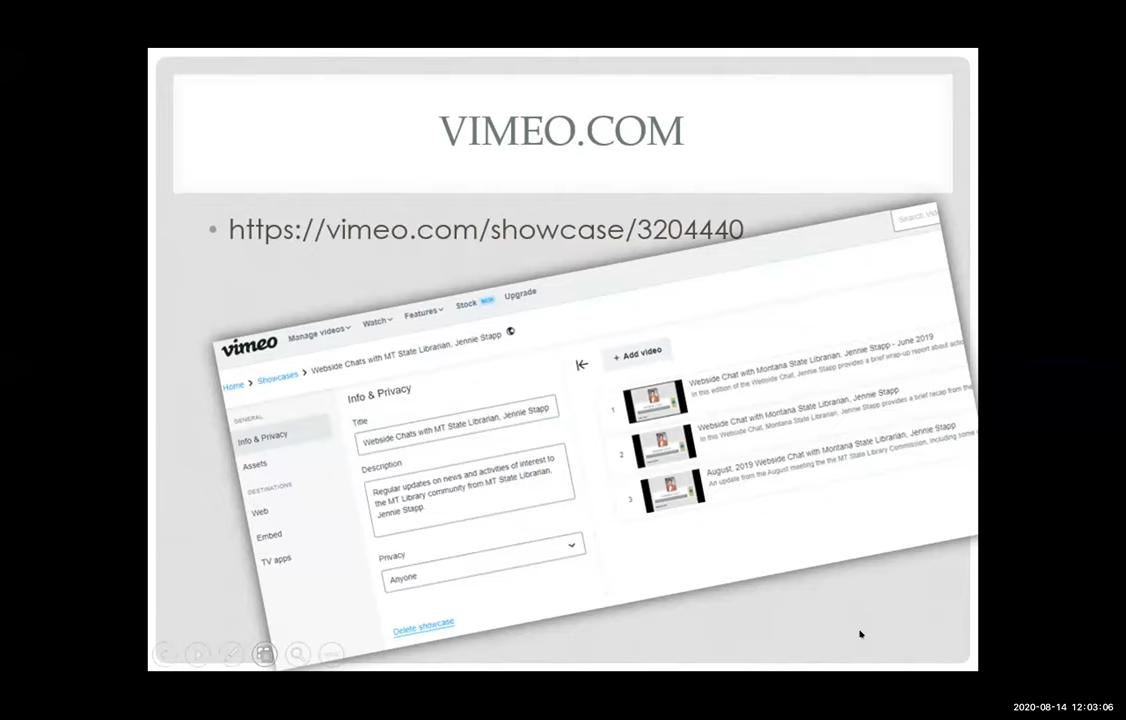 VIMEO.COM
• https://vimeo.com/showcase/3204440
vimeo Manage videos Watch Features Stock NEW Upgrade
Home > Showcases > Webside Chats with MT State Librarian, Jennie Stapp
GENERAL
Info & Privacy
Assets
DESTINATIONS
Web
Embed
TV apps
Info & Privacy
Title
Webside Chats with MT State Librarian, Jennie Stapp
Description
Regular updates on news and activities of interest to
the MT Library community from MT State Librarian,
Jennie Stapp
Privacy
Anyone
Delete showcase
+ Add video
1
Webside Chat with Montana State Librarian, Jennie Stapp - June 2019
In this edition of the Webside Chat, Jennie Stapp provides a brief wrap-up report about
2
Webside Chat with Montana State Librarian, Jennie Stapp
In this Webside Chat, Montana State Librarian, Jennie Stapp provides a brief recap from the
3
August, 2019 Webside Chat with Montana State Librarian, Jennie Stapp
An update from the August meeting the the MT State Library Commission, including some
Search
2020-08-14 12:03:06